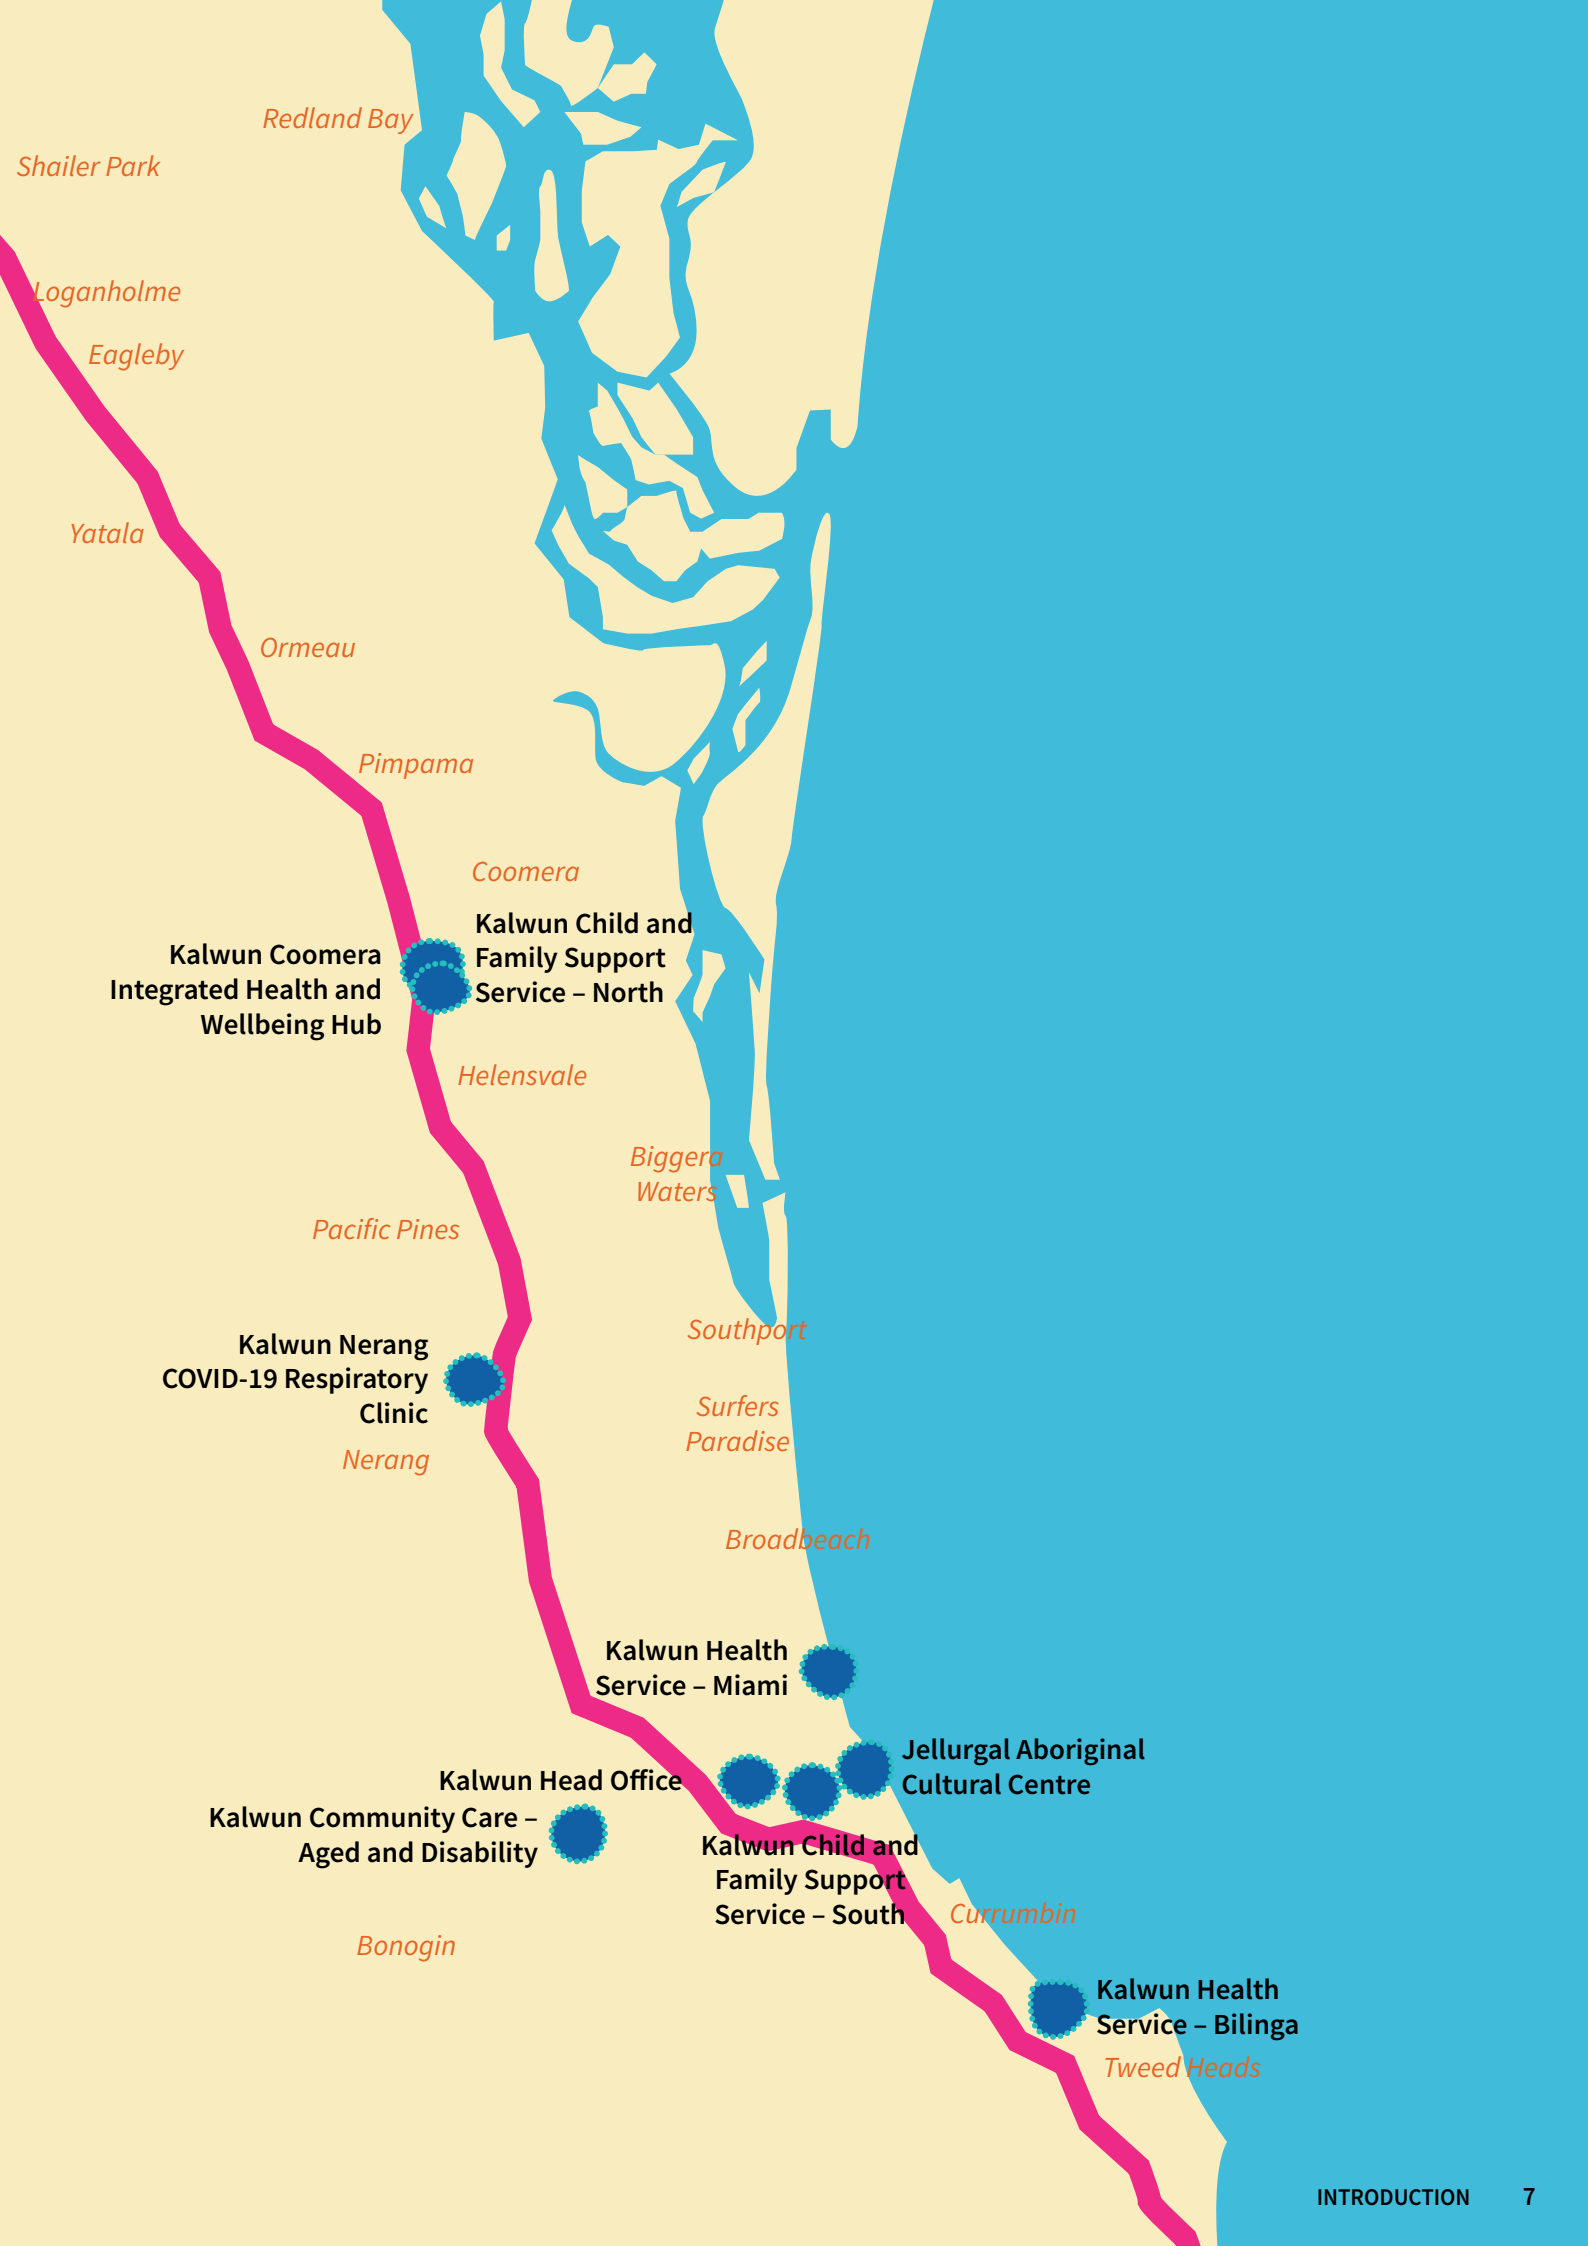 Redland Bay
Shailer Park
Loganholme
Eagleby
Yatala
Ormeau
Pimpama
Coomera
Kalwun Child and
Family Support
Service – North
Kalwun Coomera
Integrated Health and
Wellbeing Hub
Helensvale
Biggera
Waters
Pacific Pines
Southport
Kalwun Nerang
COVID-19 Respiratory
Clinic
Surfers
Paradise
Nerang
Broadbeach
Kalwun Health
Service – Miami
Jellurgal Aboriginal
Cultural Centre
Kalwun Head Office
Kalwun Community Care –
Aged and Disability
Kalwun Child and
Family Support
Service – South
Currumbin
Bonogin
Kalwun Health
Service – Bilinga
Tweed Heads
INTRODUCTION 7